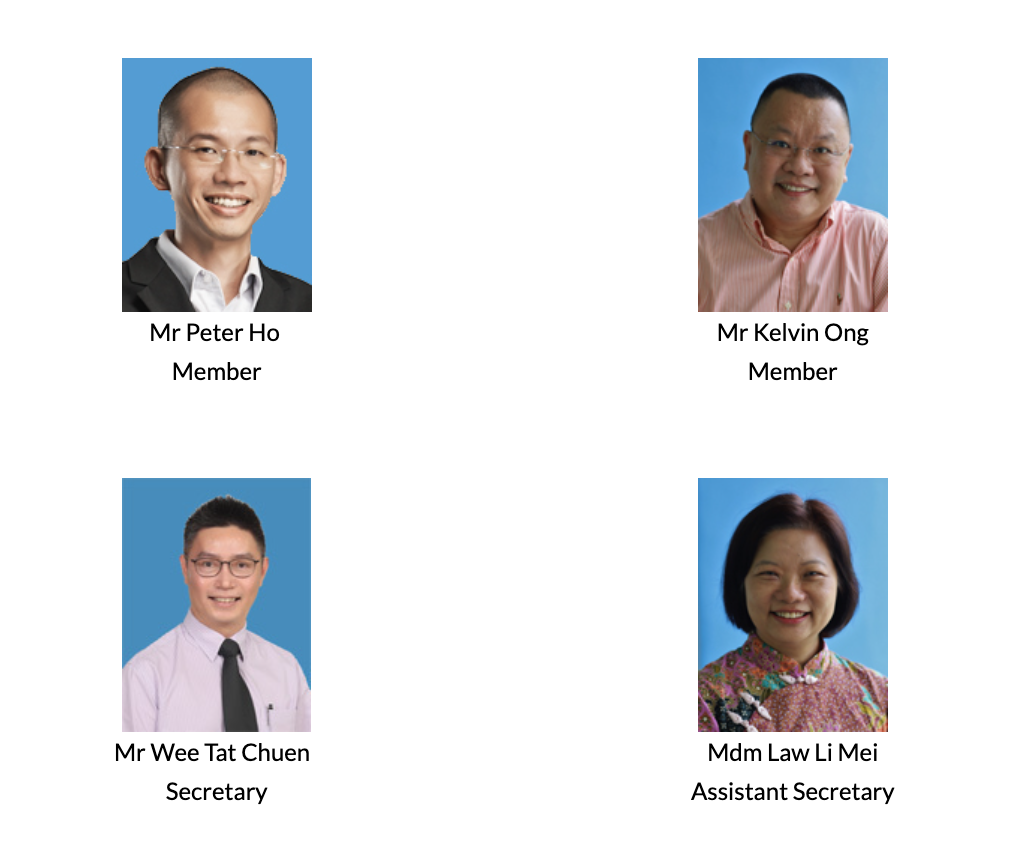 Mr Peter Ho
Member
Mr Kelvin Ong
Member
Mr Wee Tat Chuen
Secretary
Mdm Law Li Mei
Assistant Secretary